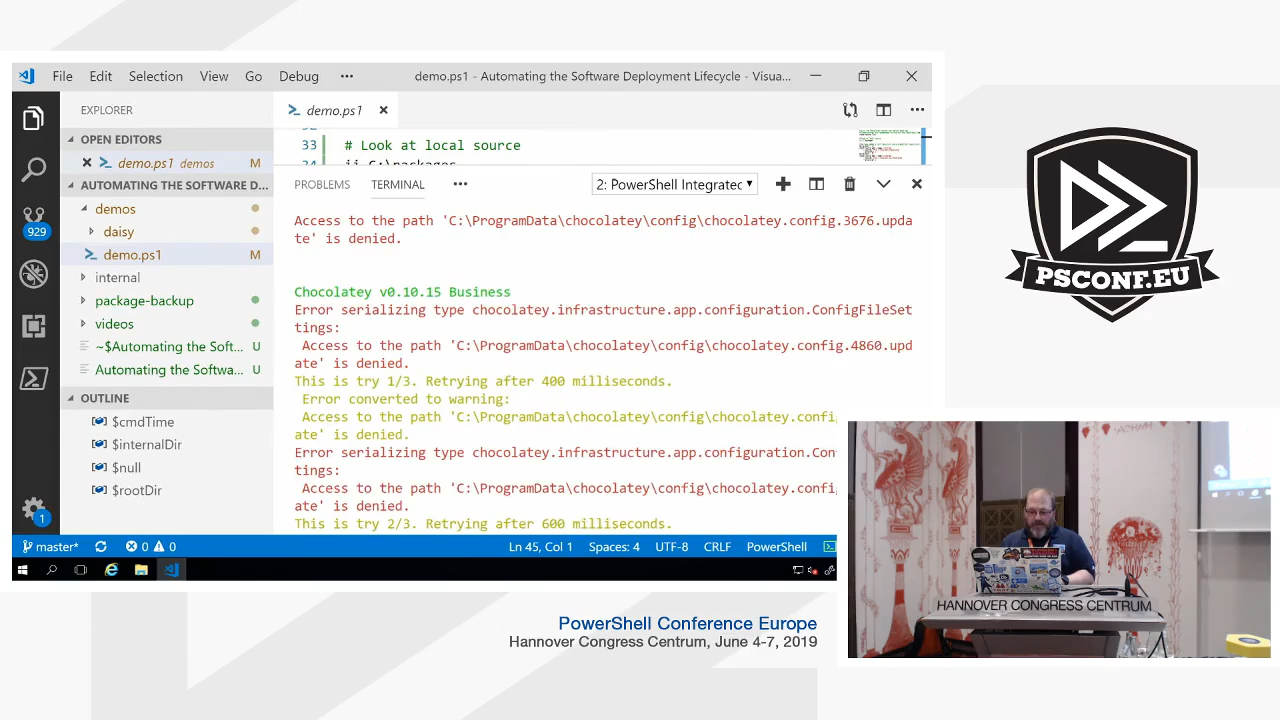 File Edit Selection View Go Debug ••• demo.ps1 - Automating the Software Deployment Lifecycle - Visua...
EXPLORER
OPEN EDITORS
demo.ps1 demos M
AUTOMATING THE SOFTWARE D...
demos
daisy
demo.ps1 M
internal
package-backup
videos
~$Automating the Soft... U
Automating the Softwa... U
OUTLINE
$cmdTime
$internalDir
$null
$rootDir
929
1
demo.ps1
33 # Look at local source
34 ii C:\packages
PROBLEMS TERMINAL ••• 2: PowerShell Integratec
Access to the path 'C:\ProgramData\chocolatey\config\chocolatey.config.3676.upda
te' is denied.
Chocolatey v0.10.15 Business
Error serializing type chocolatey.infrastructure.app.configuration.ConfigFileSet
tings:
Access to the path 'C:\ProgramData\chocolatey\config\chocolatey.config.4860.upd
ate' is denied.
This is try 1/3. Retrying after 400 milliseconds.
Error converted to warning:
Access to the path 'C:\ProgramData\chocolatey\config\chocolatey.config
ate' is denied.
Error serializing type chocolatey.infrastructure.app.configuration.Con
tings:
Access to the path 'C:\ProgramData\chocolatey\config\chocolatey.config
ate' is denied.
This is try 2/3. Retrying after 600 milliseconds.
master* 0 0 Ln 45, Col 1 Spaces: 4 UTF-8 CRLF PowerShell
PSCONF.EU
HANNOVER CONGRESS CENTRUM
PowerShell Conference Europe
Hannover Congress Centrum, June 4-7, 2019